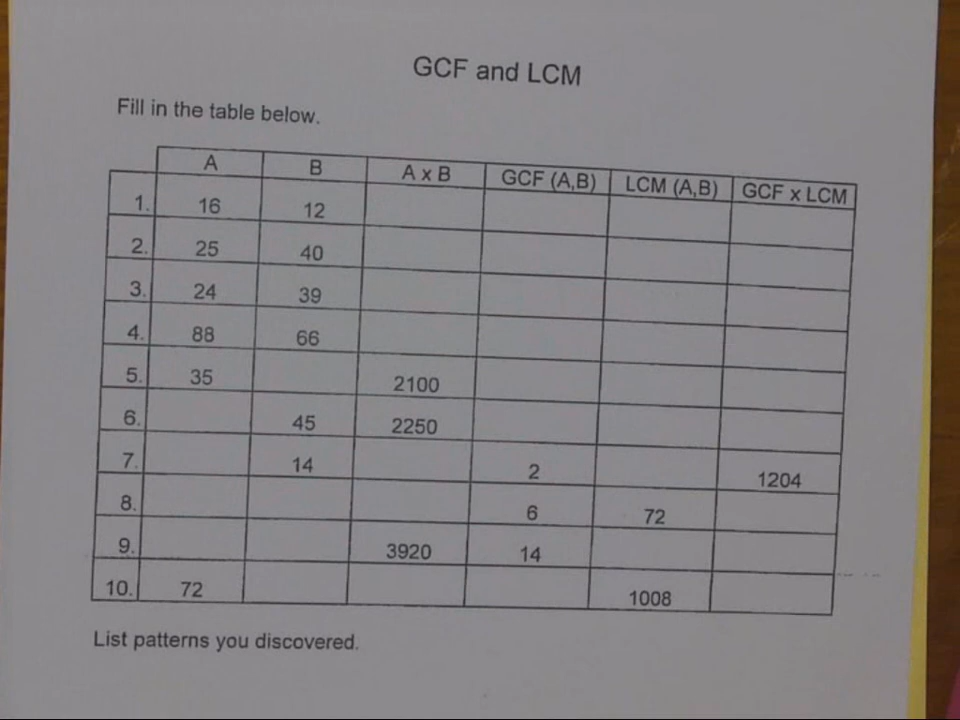 GCF and LCM
Fill in the table below.
A B A x B GCF (A,B) LCM (A,B) GCF x LCM
1. 16 12
2. 25 40
3. 24 39
4. 88 66
5. 35 2100
6. 45 2250
7. 14 2 1204
8. 6 72
9. 3920 14
10. 72 1008
List patterns you discovered.